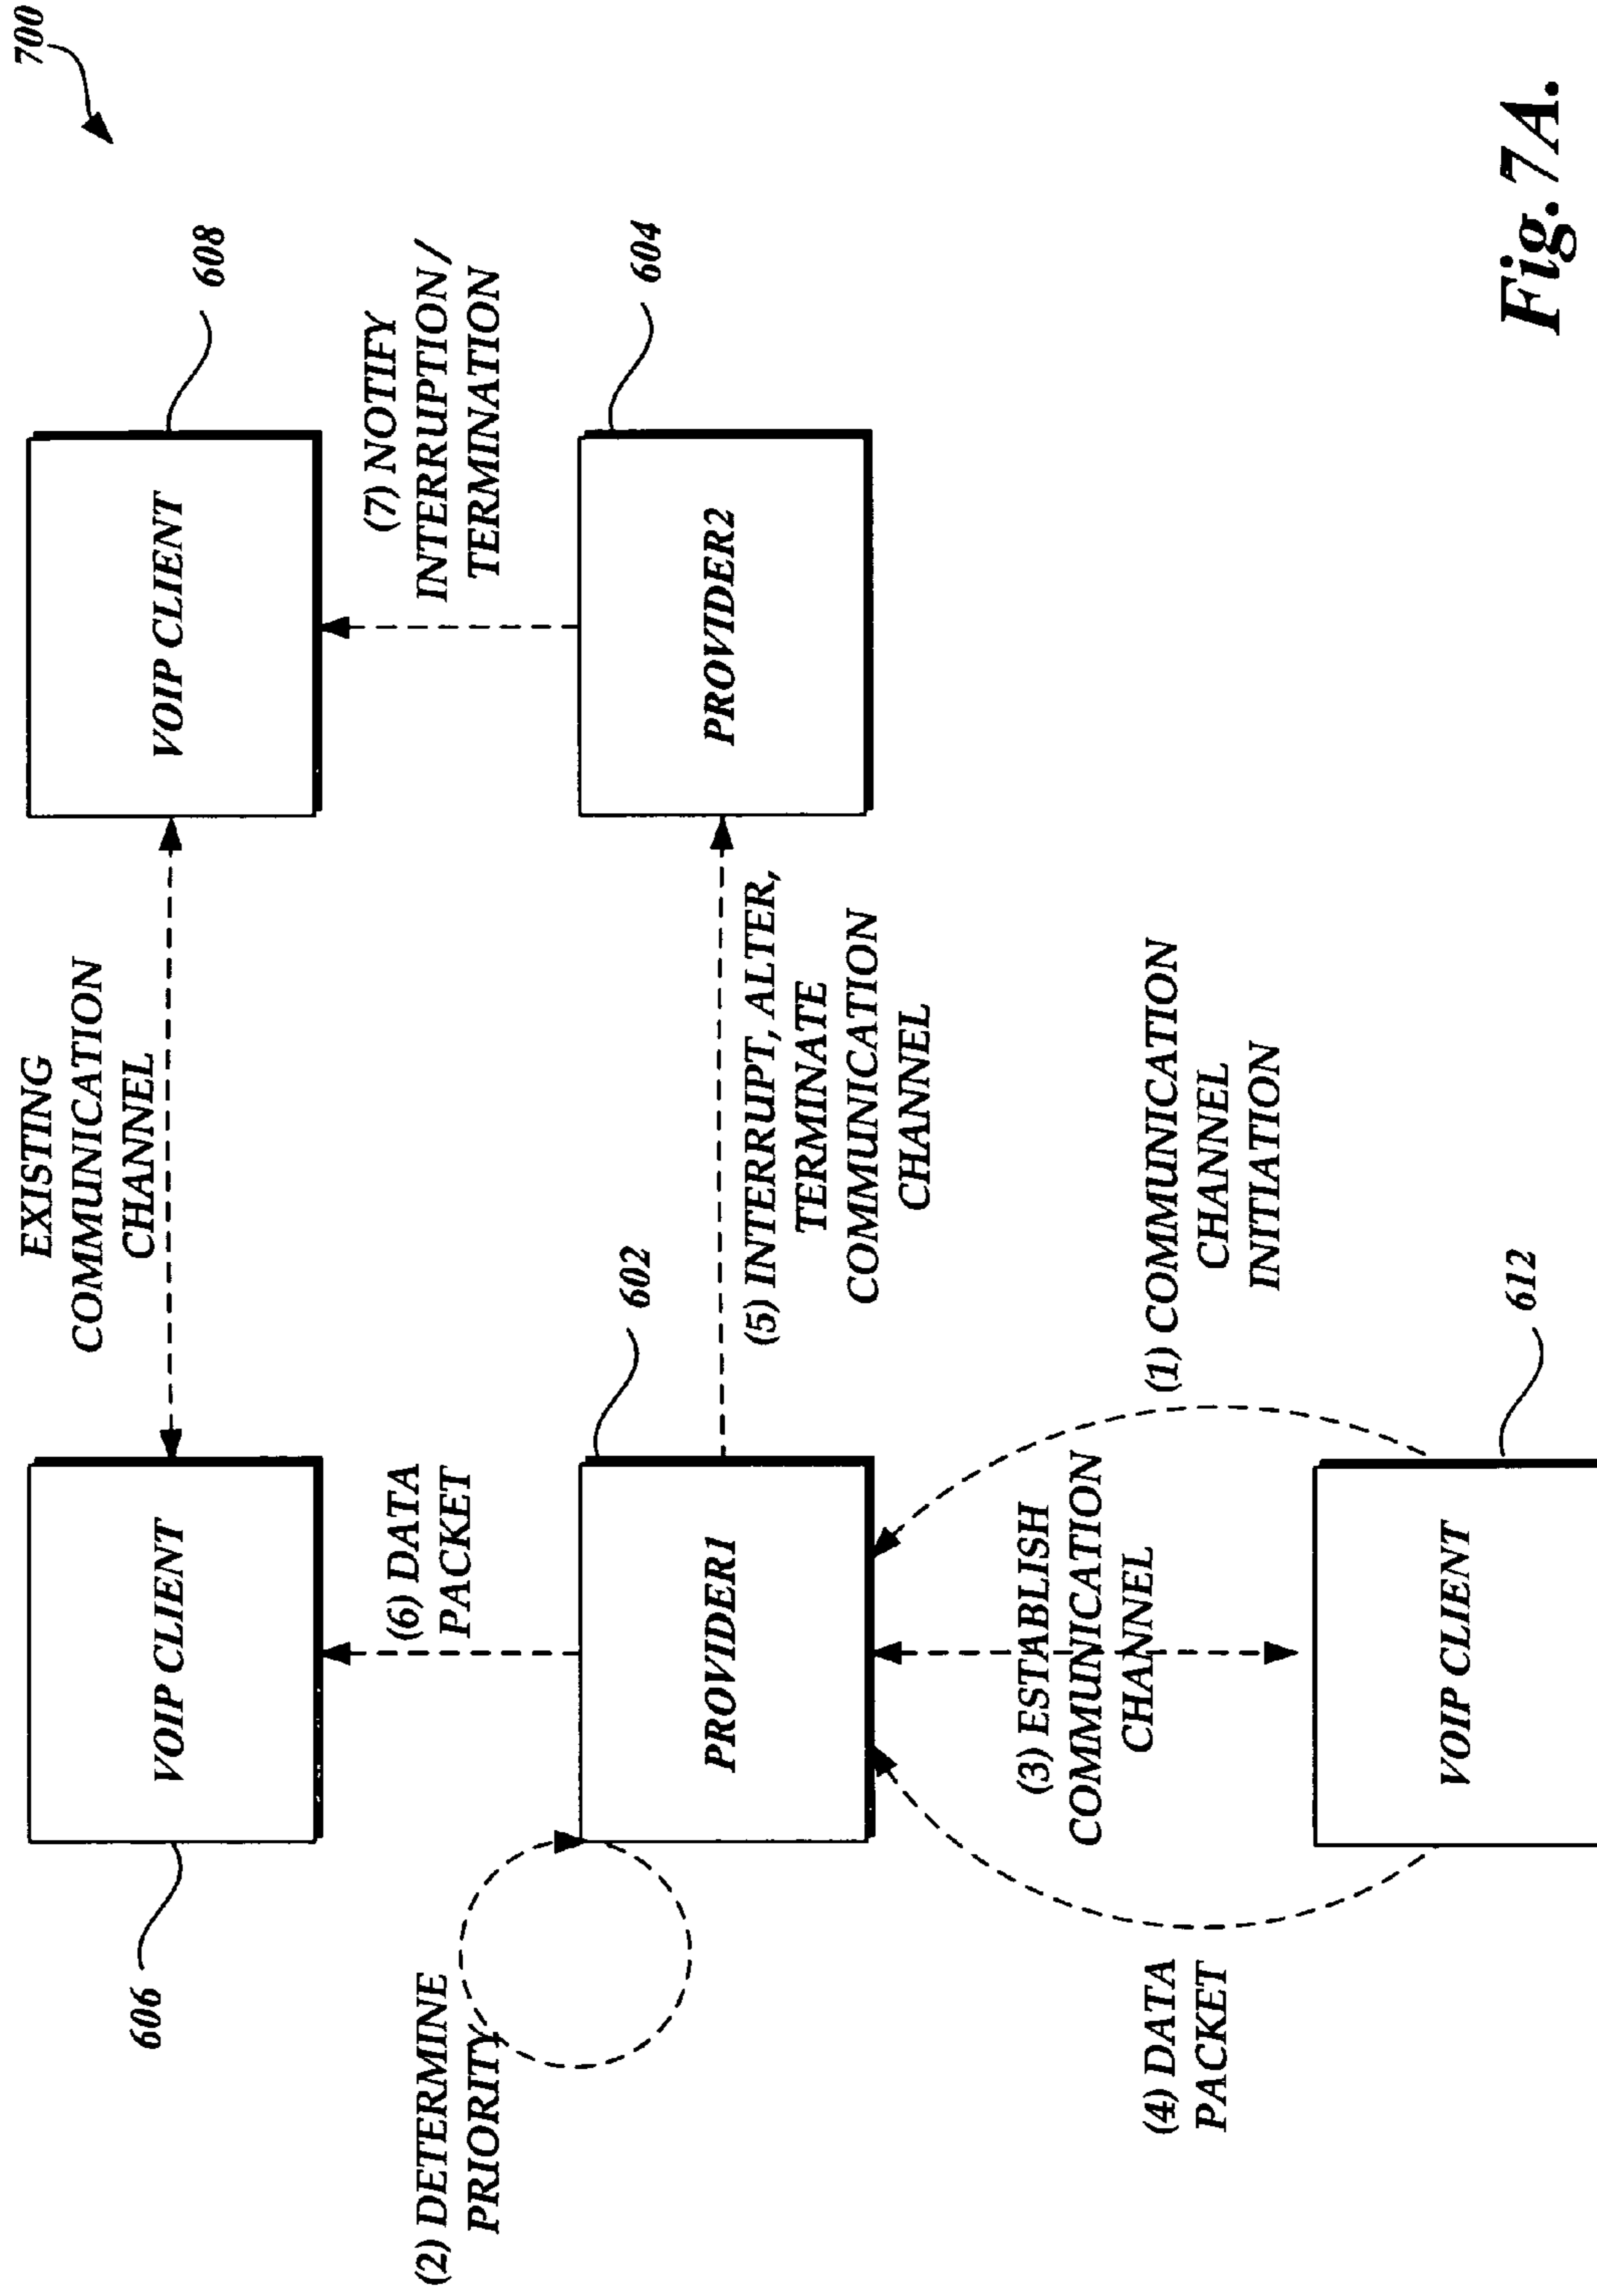 700
EXISTING
COMMUNICATION
CHANNEL
606
VOIP CLIENT
VOIP CLIENT
608
(2) DETERMINE
PRIORITY
(6) DATA
PACKET
(7) NOTIFY
INTERRUPTION/
TERMINATION
602
604
PROVIDER1
PROVIDER2
(5) INTERRUPT, ALTER,
TERMINATE
COMMUNICATION
CHANNEL
(3) ESTABLISH
COMMUNICATION
CHANNEL
(4) DATA
PACKET
(1) COMMUNICATION
CHANNEL
INITIATION
VOIP CLIENT
612
Fig. 7A.